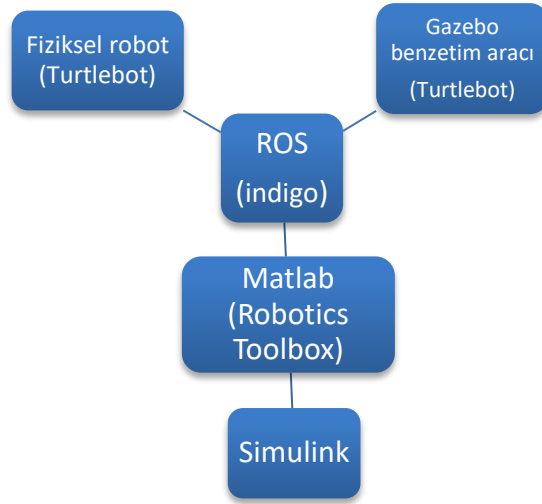 Fiziksel robot
(Turtlebot)
Gazebo
benzetim aracı
(Turtlebot)
ROS
(indigo)
Matlab
(Robotics
Toolbox)
Simulink